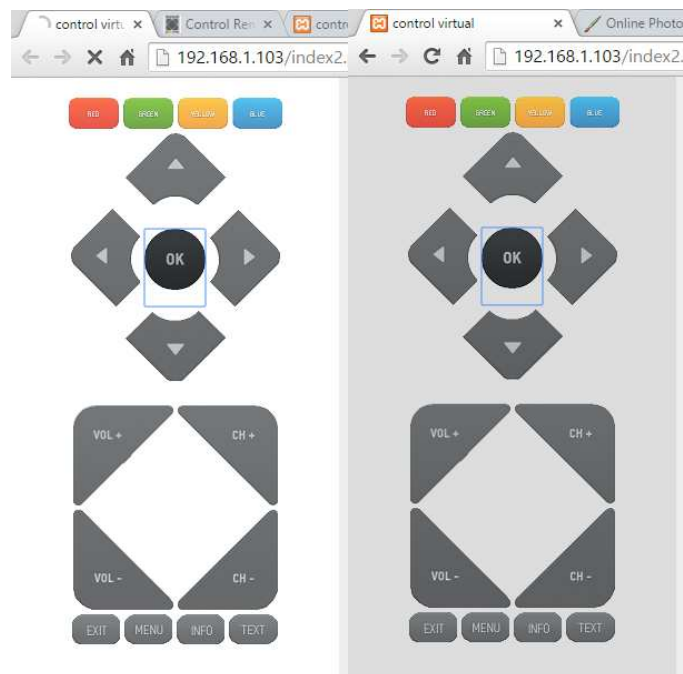 control virtu
Control Ren
contr
192.168.1.103/index2.
RED GREEN YELLOW BLUE
OK
VOL +
CH +
VOL -
CH -
EXIT MENU INFO TEXT
control virtual
Online Photo
192.168.1.103/index2.
RED GREEN YELLOW BLUE
OK
VOL +
CH +
VOL -
CH -
EXIT MENU INFO TEXT